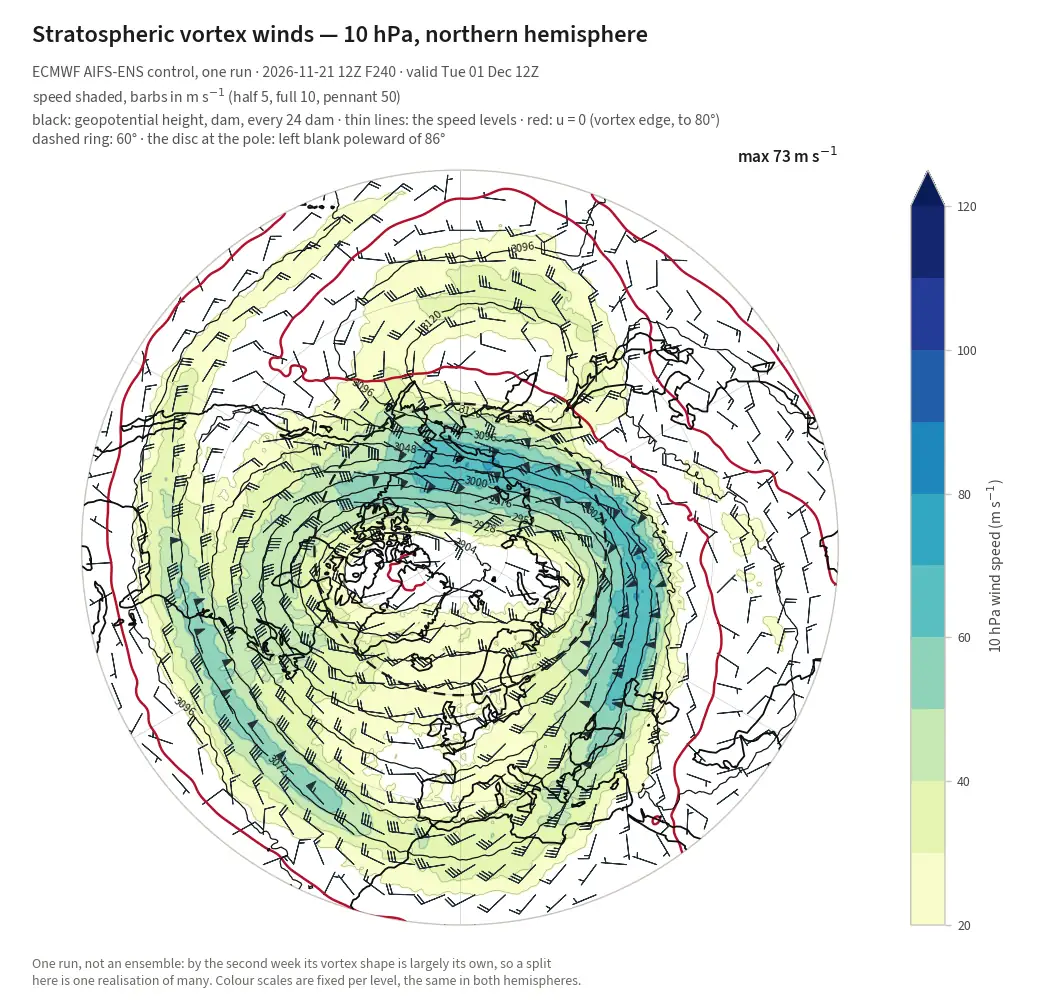 Stratospheric vortex winds — 10 hPa, northern hemisphere
ECMWF AIFS-ENS control, one run · 2026-11-21 12Z F240 · valid Tue 01 Dec 12Z
speed shaded, barbs in m s⁻¹ (half 5, full 10, pennant 50)
black: geopotential height, dam, every 24 dam · thin lines: the speed levels · red: u = 0 (vortex edge, to 80°)
dashed ring: 60° · the disc at the pole: left blank poleward of 86°
max 73 m s⁻¹
120
100
80
60
40
20
10 hPa wind speed (m s⁻¹)
3096
3120
3096
3096
3048
3000
2976
2928
2904
3096
3072
One run, not an ensemble: by the second week its vortex shape is largely its own, so a split
here is one realisation of many. Colour scales are fixed per level, the same in both hemispheres.